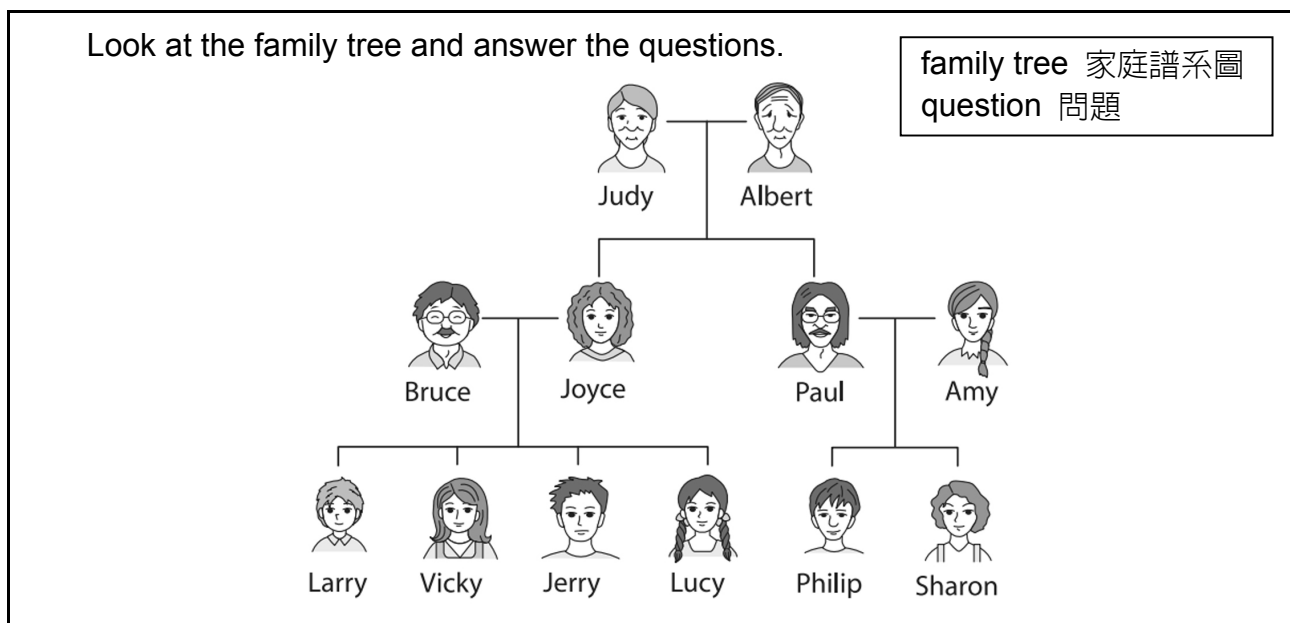 Look at the family tree and answer the questions.
family tree 家庭譜系圖
question 問題
Judy Albert
Bruce Joyce Paul Amy
Larry Vicky Jerry Lucy Philip Sharon